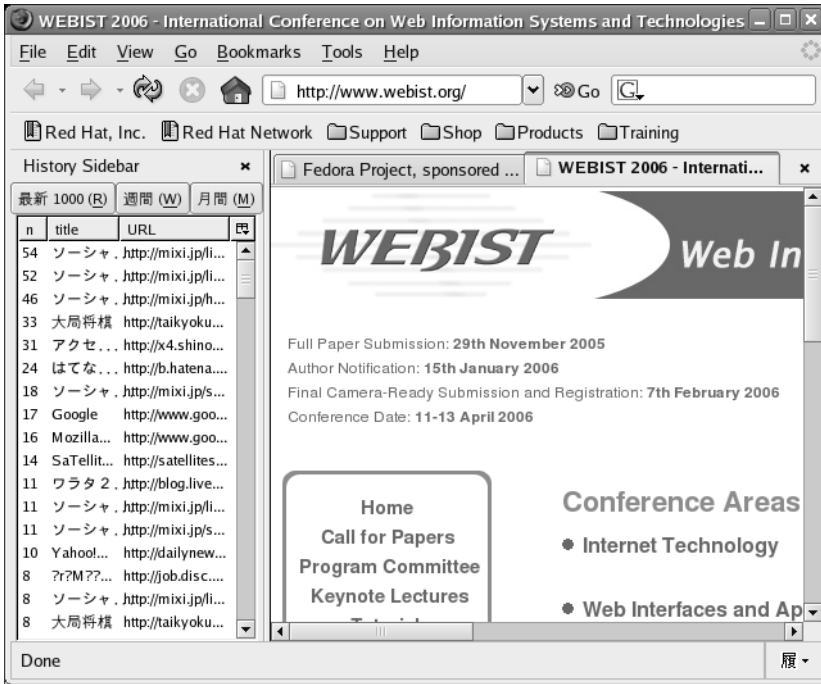 WEBIST 2006 - International Conference on Web Information Systems and Technologies
File Edit View Go Bookmarks Tools Help
http://www.webist.org/ Go G
Red Hat, Inc. Red Hat Network Support Shop Products Training
History Sidebar
Fedora Project, sponsored ... WEBIST 2006 - Internati...
最新 1000 (R) 週間 (W) 月間 (M)
n title URL
54 ソーシャ... http://mixi.jp/li...
52 ソーシャ... http://mixi.jp/li...
46 ソーシャ... http://mixi.jp/h...
33 大局将棋 http://taikyoku...
31 アクセ... http://x4.shino...
24 はてな... http://b.hatena...
18 ソーシャ... http://mixi.jp/s...
17 Google http://www.goo...
16 Mozilla... http://www.goo...
14 SaTellit... http://satellites...
11 ワラタ2... http://blog.live...
11 ソーシャ... http://mixi.jp/li...
11 ソーシャ... http://mixi.jp/s...
10 Yahoo!... http://dailynew...
8 ?r?M??... http://job.disc....
8 ソーシャ... http://mixi.jp/li...
8 大局将棋 http://taikyoku...
WEBIST
Web In
Full Paper Submission: 29th November 2005
Author Notification: 15th January 2006
Final Camera-Ready Submission and Registration: 7th February 2006
Conference Date: 11-13 April 2006
Home
Call for Papers
Program Committee
Keynote Lectures
Conference Areas
Internet Technology
Web Interfaces and Ap
Done
履